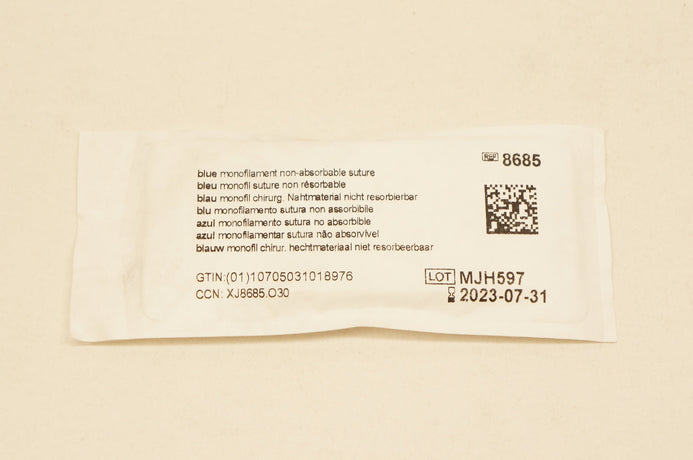 REF 8685
blue monofilament non-absorbable suture
bleu monofil suture non résorbable
blau monofil chirurg. Nahtmaterial nicht resorbierbar
blu monofilamento sutura non assorbibile
azul monofilamento sutura no absorbible
azul monofilamentar sutura não absorvível
blauw monofil chirur. hechtmateriaal niet resorbeerbaar
GTIN:(01)10705031018976
CCN: XJ8685.O30
LOT MJH597
2023-07-31